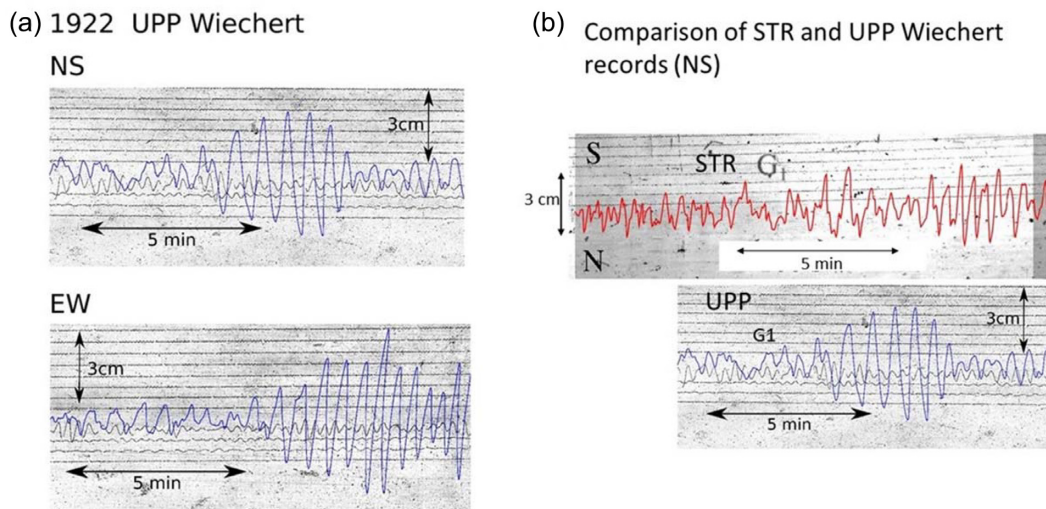 (a) 1922 UPP Wiechert
NS
3cm
5 min
EW
3cm
5 min
(b) Comparison of STR and UPP Wiechert
records (NS)
S
STR G1
3 cm
N
5 min
UPP
G1
3cm
5 min